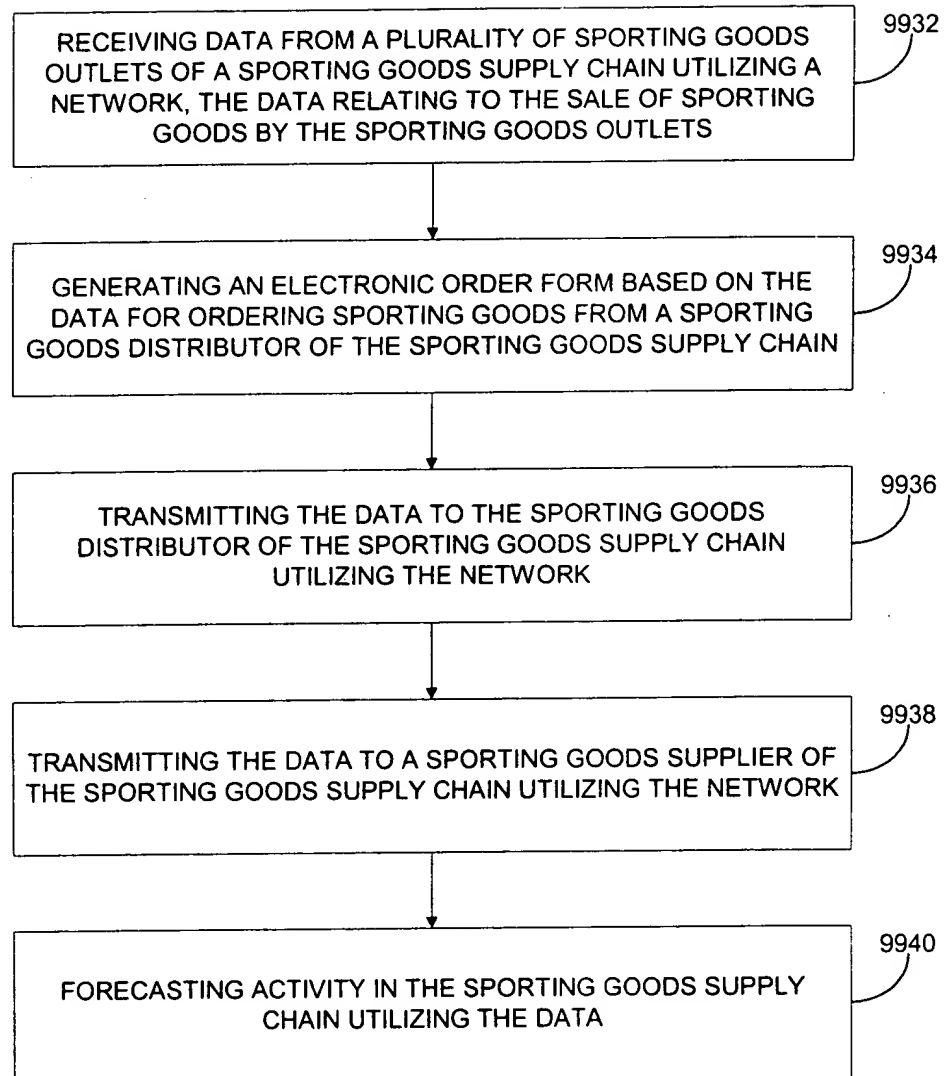 9932
RECEIVING DATA FROM A PLURALITY OF SPORTING GOODS
OUTLETS OF A SPORTING GOODS SUPPLY CHAIN UTILIZING A
NETWORK, THE DATA RELATING TO THE SALE OF SPORTING
GOODS BY THE SPORTING GOODS OUTLETS
9934
GENERATING AN ELECTRONIC ORDER FORM BASED ON THE
DATA FOR ORDERING SPORTING GOODS FROM A SPORTING
GOODS DISTRIBUTOR OF THE SPORTING GOODS SUPPLY CHAIN
9936
TRANSMITTING THE DATA TO THE SPORTING GOODS
DISTRIBUTOR OF THE SPORTING GOODS SUPPLY CHAIN
UTILIZING THE NETWORK
9938
TRANSMITTING THE DATA TO A SPORTING GOODS SUPPLIER OF
THE SPORTING GOODS SUPPLY CHAIN UTILIZING THE NETWORK
9940
FORECASTING ACTIVITY IN THE SPORTING GOODS SUPPLY
CHAIN UTILIZING THE DATA